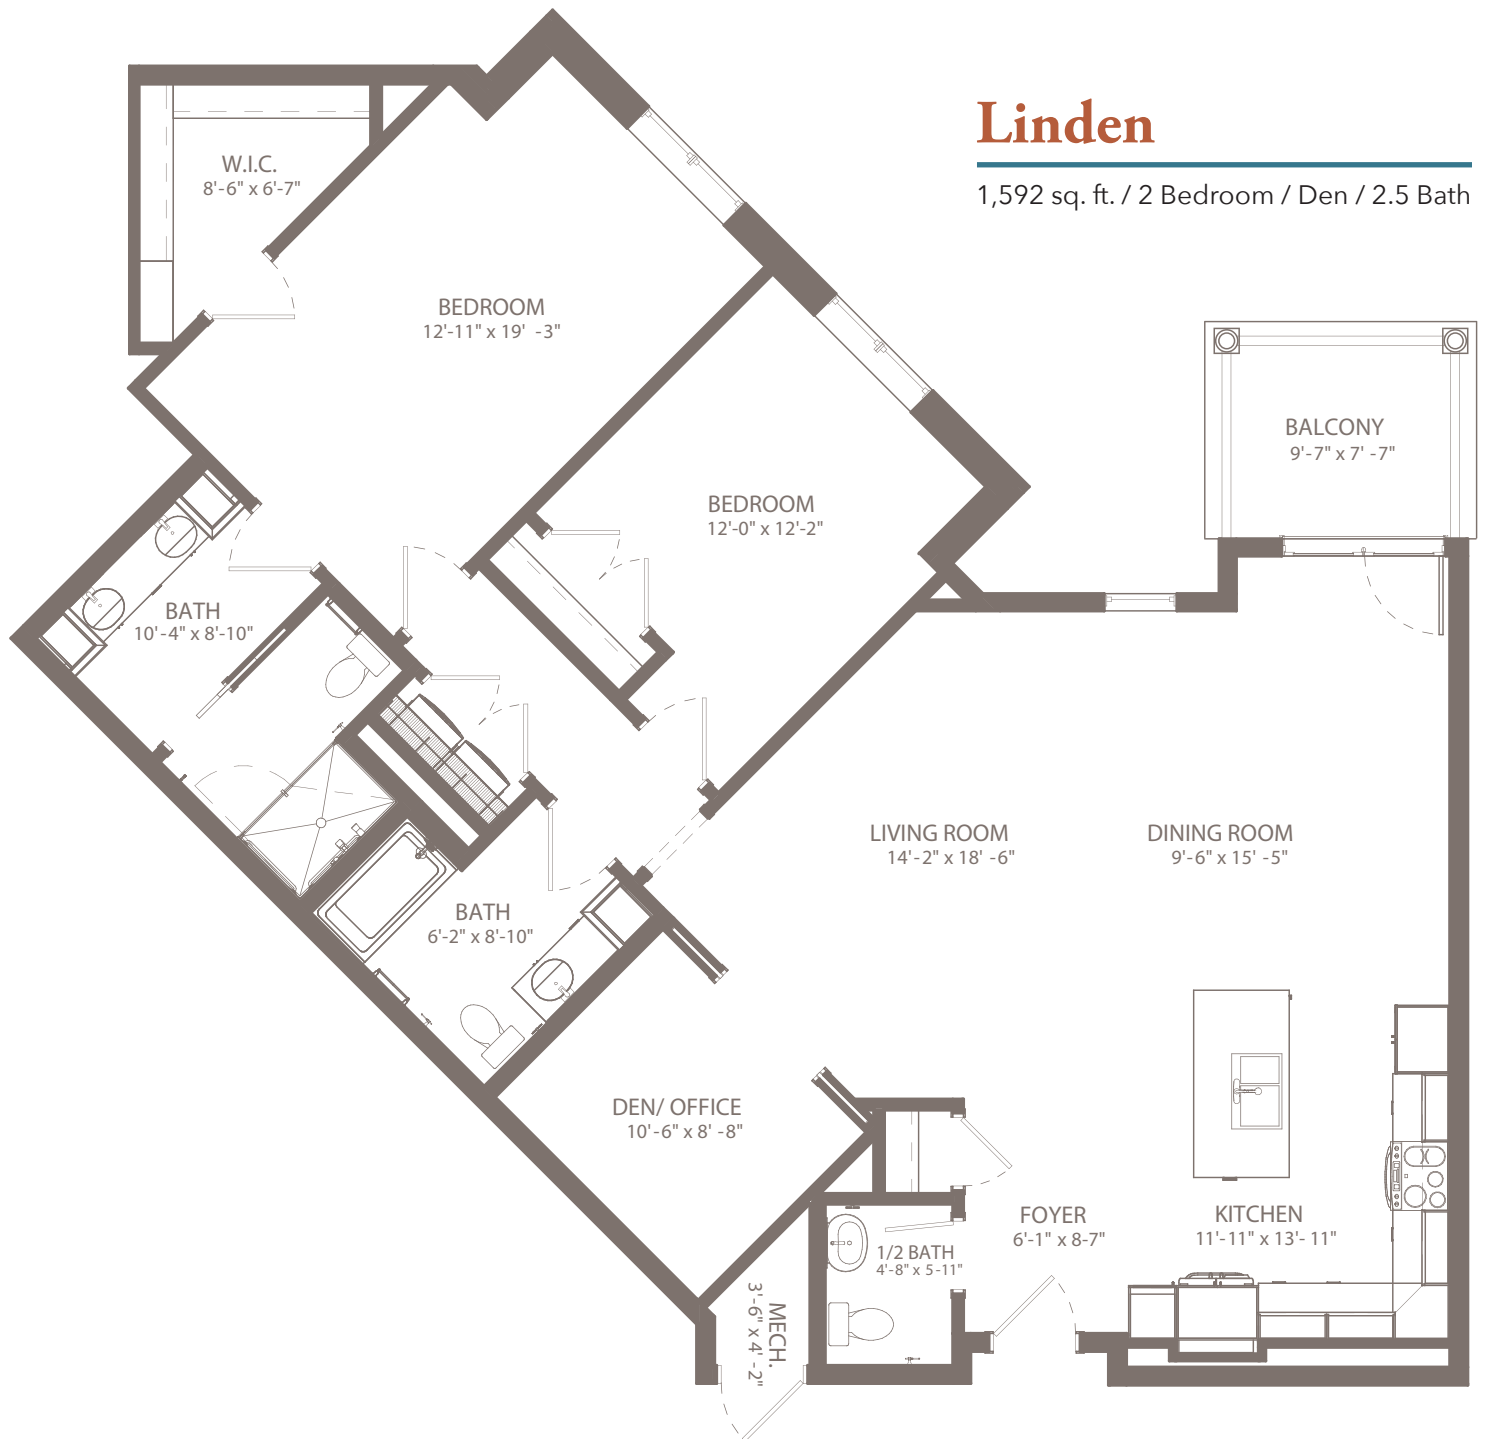 Linden
1,592 sq. ft. / 2 Bedroom / Den / 2.5 Bath
W.I.C.
8'-6" x 6'-7"
BEDROOM
12'-11" x 19' -3"
BALCONY
9'-7" x 7' -7"
BEDROOM
12'-0" x 12'-2"
BATH
10'-4" x 8'-10"
LIVING ROOM
14'-2" x 18' -6"
DINING ROOM
9'-6" x 15' -5"
BATH
6'-2" x 8'-10"
DEN/ OFFICE
10'-6" x 8' -8"
FOYER
6'-1" x 8-7"
KITCHEN
11'-11" x 13'- 11"
1/2 BATH
4'-8" x 5-11"
MECH.
3'-6" x 4' -2"